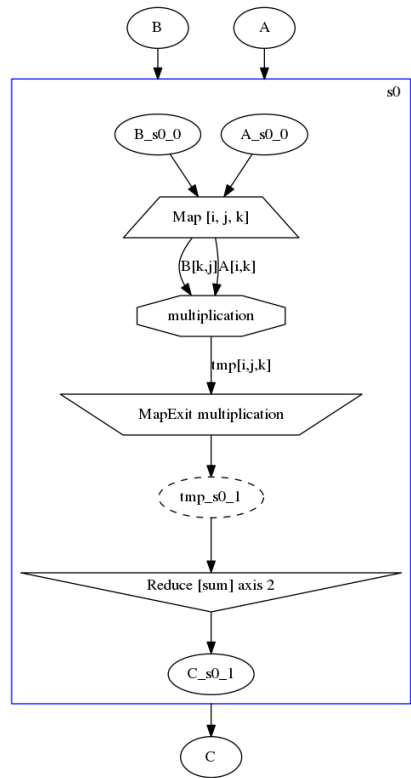 B
A
s0
B_s0_0
A_s0_0
Map [i, j, k]
B[k,j]
A[i,k]
multiplication
tmp[i,j,k]
MapExit multiplication
tmp_s0_1
Reduce [sum] axis 2
C_s0_1
C